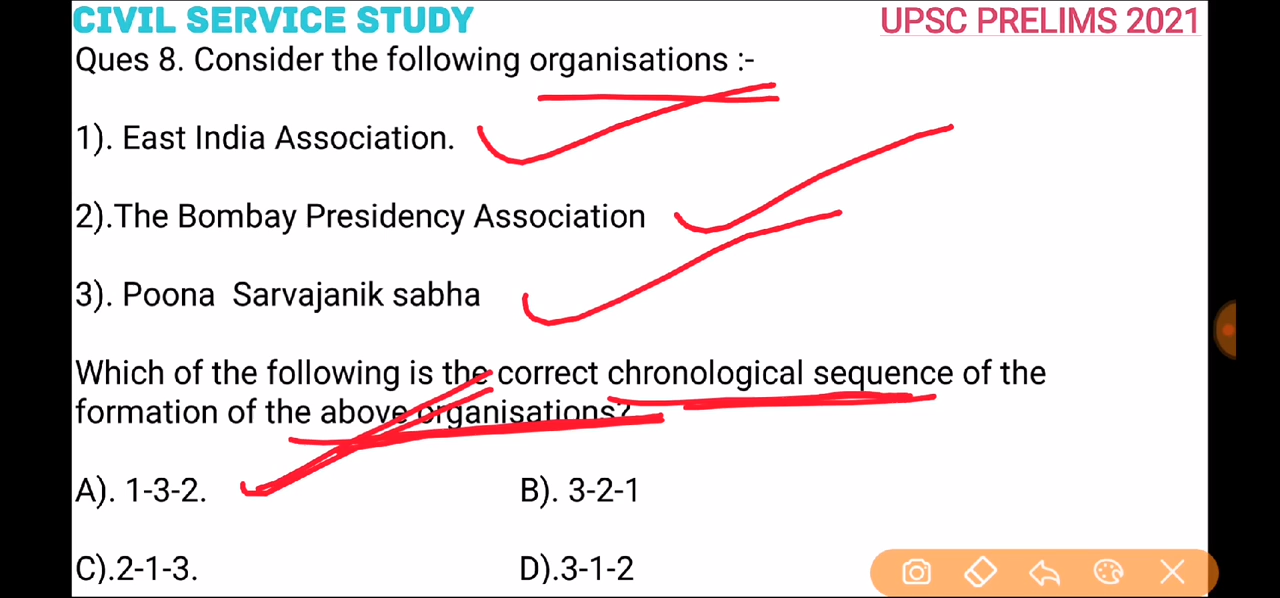 CIVIL SERVICE STUDY UPSC PRELIMS 2021
Ques 8. Consider the following organisations :-
1). East India Association.
2).The Bombay Presidency Association
3). Poona Sarvajanik sabha
Which of the following is the correct chronological sequence of the
formation of the above organisations?
A). 1-3-2. B). 3-2-1
C).2-1-3. D).3-1-2